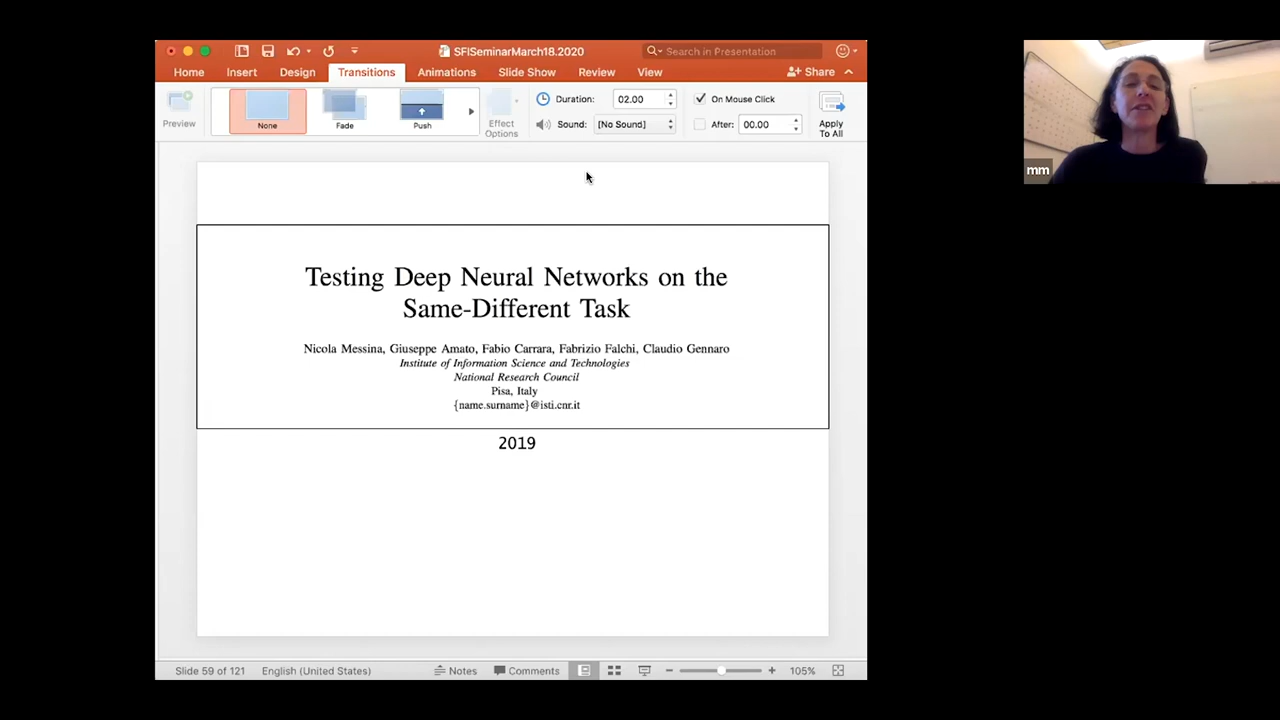 SFISeminarMarch18.2020
Search in Presentation
Home Insert Design Transitions Animations Slide Show Review View Share
Preview
None Fade Push
Effect Options
Duration: 02.00
Sound: [No Sound]
On Mouse Click
After: 00.00
Apply To All
mm
Testing Deep Neural Networks on the
Same-Different Task
Nicola Messina, Giuseppe Amato, Fabio Carrara, Fabrizio Falchi, Claudio Gennaro
Institute of Information Science and Technologies
National Research Council
Pisa, Italy
{name.surname}@isti.cnr.it
2019
Slide 59 of 121 English (United States) Notes Comments 105%